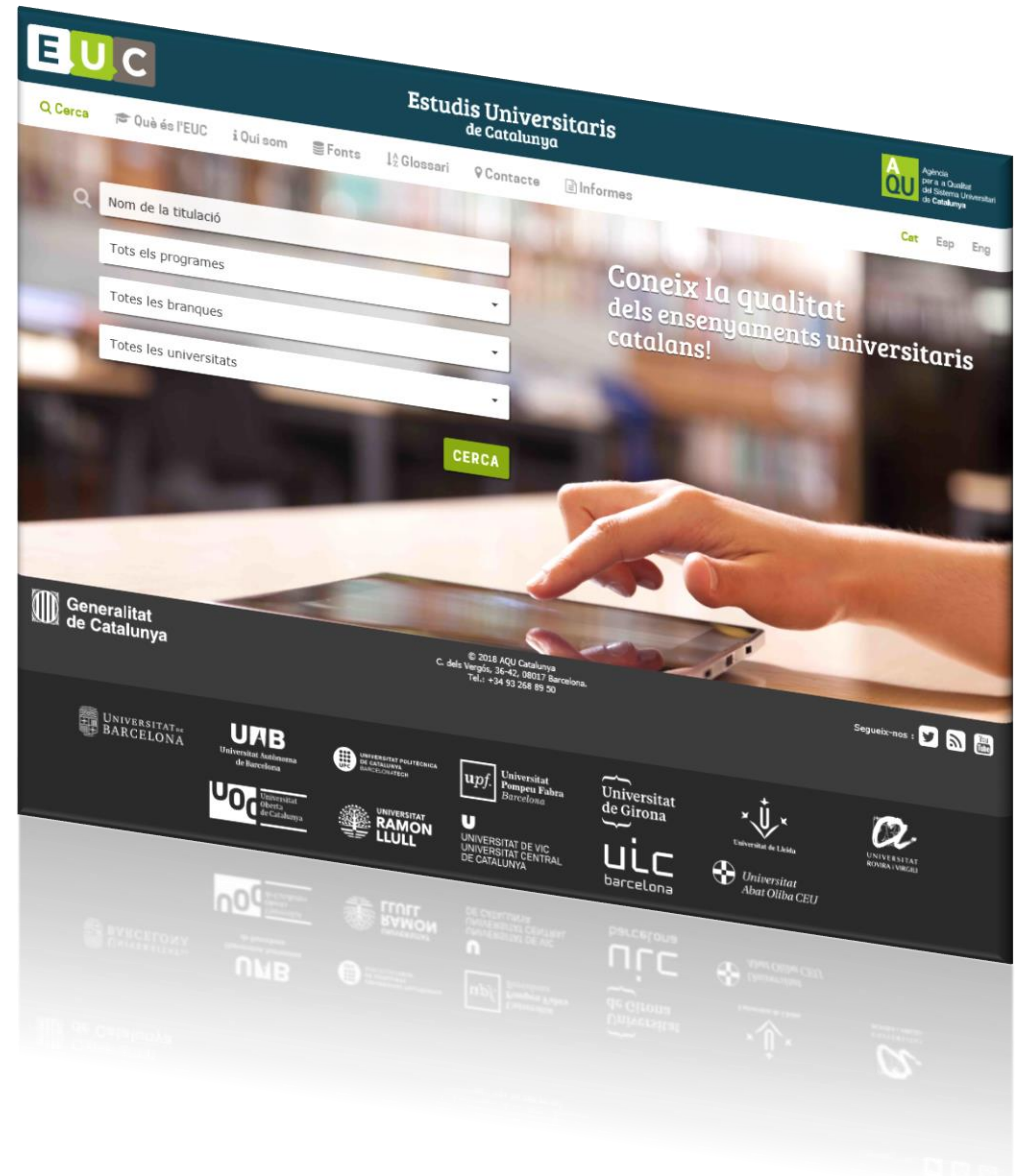 EUC
Estudis Universitaris
de Catalunya
AQU
Agència
per a la Qualitat
del Sistema Universitari
de Catalunya
Cerca
Què és l'EUC
Qui som
Fonts
Glossari
Contacte
Informes
Cat
Esp
Eng
Nom de la titulació
Tots els programes
Totes les branques
Totes les universitats
CERCA
Coneix la qualitat
dels ensenyaments universitaris
catalans!
Generalitat
de Catalunya
© 2018 AQU Catalunya
C. dels Vergós, 36-42, 08017 Barcelona.
Tel.: +34 93 268 89 50
Segueix-nos :
UNIVERSITAT DE
BARCELONA
UAB
Universitat Autònoma
de Barcelona
UPC
UNIVERSITAT POLITÈCNICA
DE CATALUNYA
BARCELONATECH
upf.
Universitat
Pompeu Fabra
Barcelona
Universitat
de Girona
Universitat de Lleida
UNIVERSITAT
ROVIRA i VIRGILI
UOC
Universitat
Oberta
de Catalunya
UNIVERSITAT
RAMON
LLULL
U
UNIVERSITAT DE VIC
UNIVERSITAT CENTRAL
DE CATALUNYA
uic
barcelona
Universitat
Abat Oliba CEU